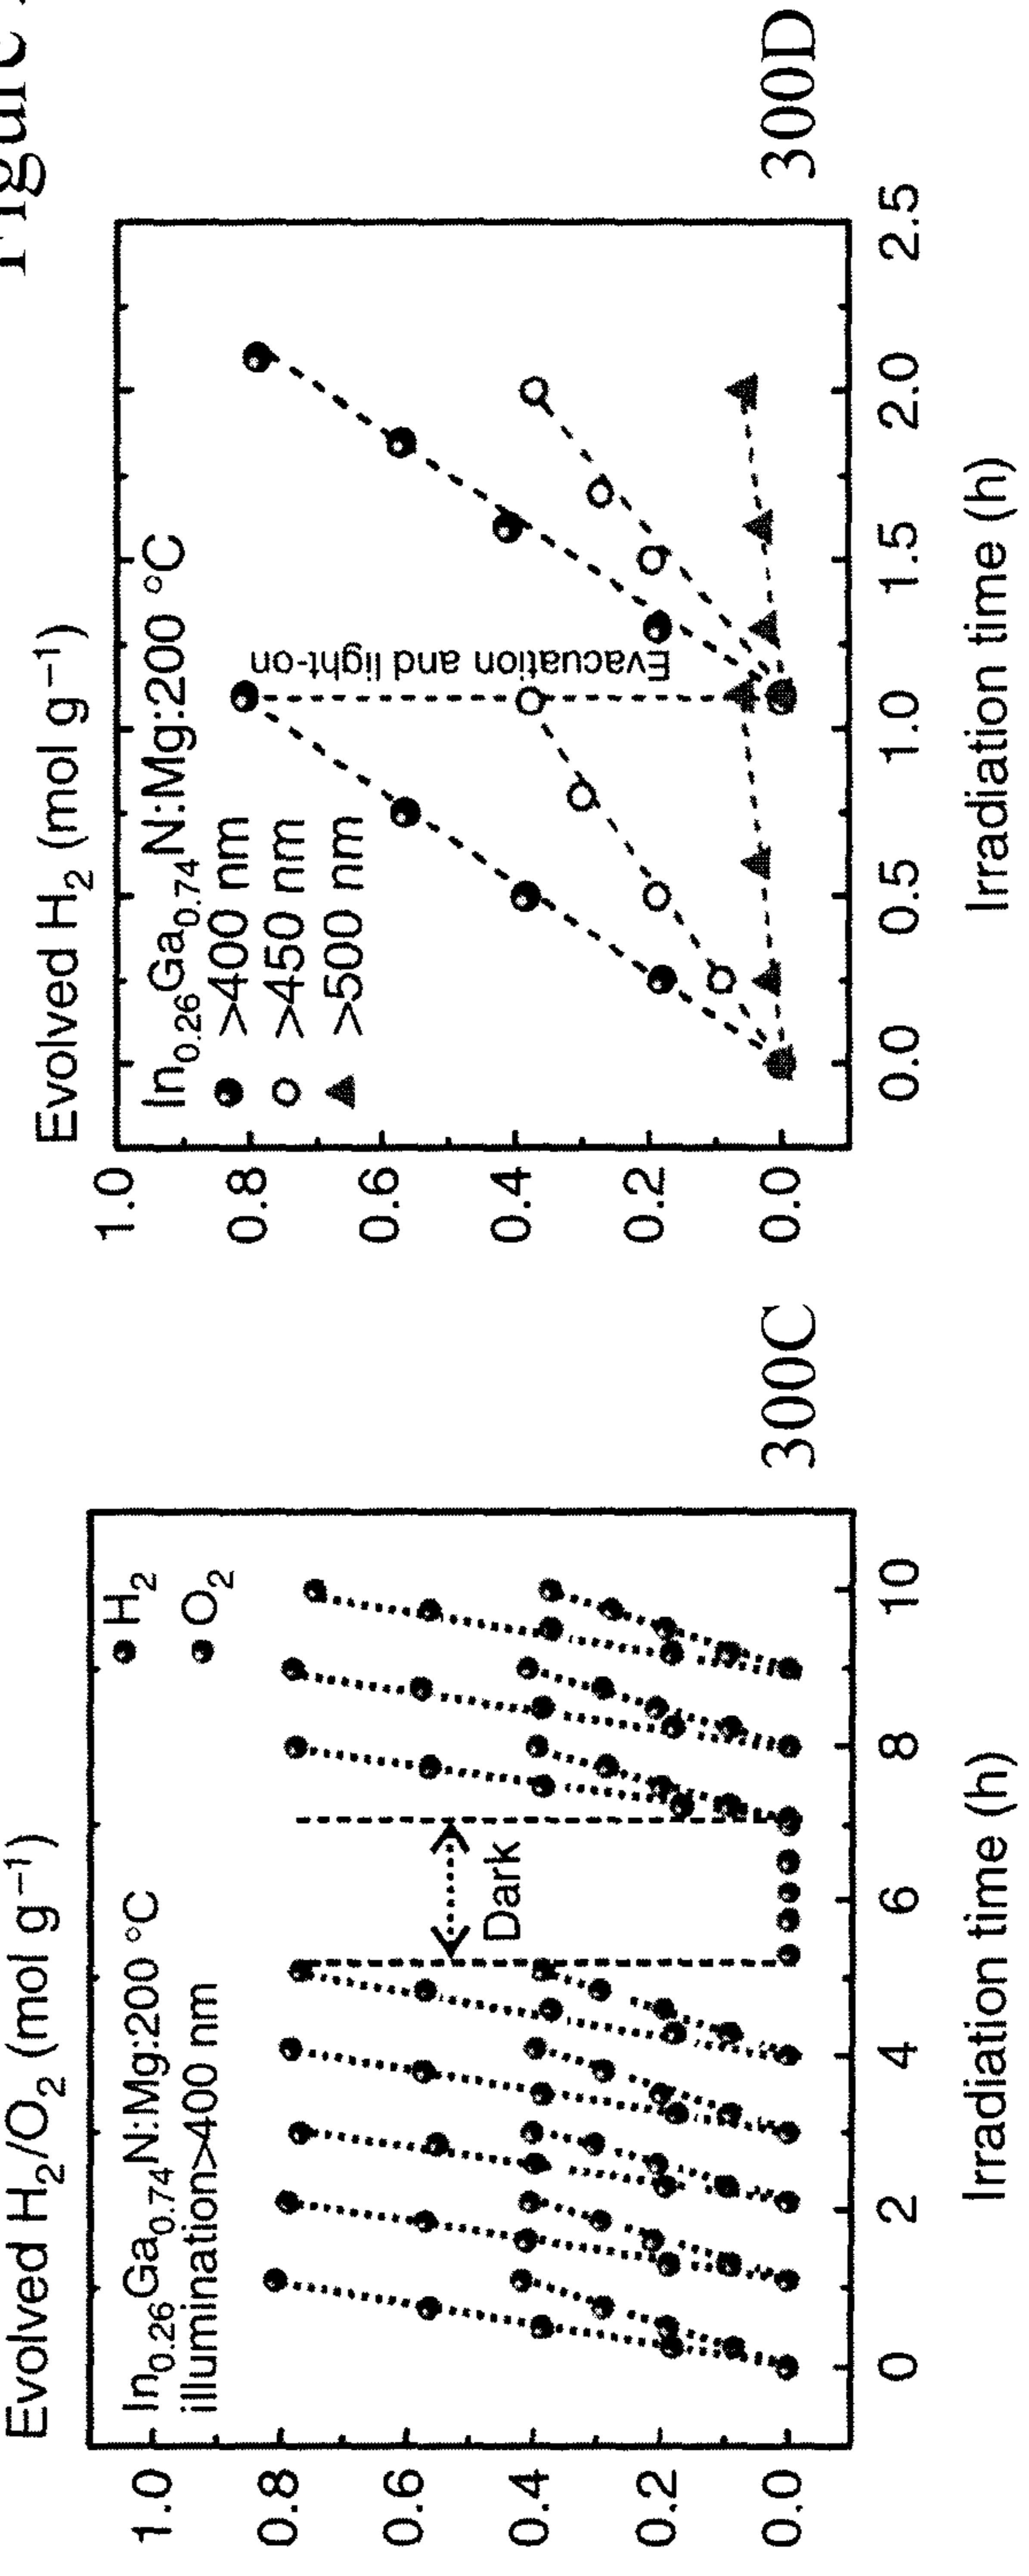 Figure
Evolved H₂/O₂ (mol g⁻¹)
In₀.₂₆Ga₀.₇₄N:Mg:200 °C
illumination>400 nm
H₂
O₂
1.0
0.8
0.6
0.4
0.2
0.0
Dark
0 2 4 6 8 10
Irradiation time (h)
300C
Evolved H₂ (mol g⁻¹)
In₀.₂₆Ga₀.₇₄N:Mg:200 °C
>400 nm
>450 nm
>500 nm
1.0
0.8
0.6
0.4
0.2
0.0
Evacuation and light-on
0.0 0.5 1.0 1.5 2.0 2.5
Irradiation time (h)
300D